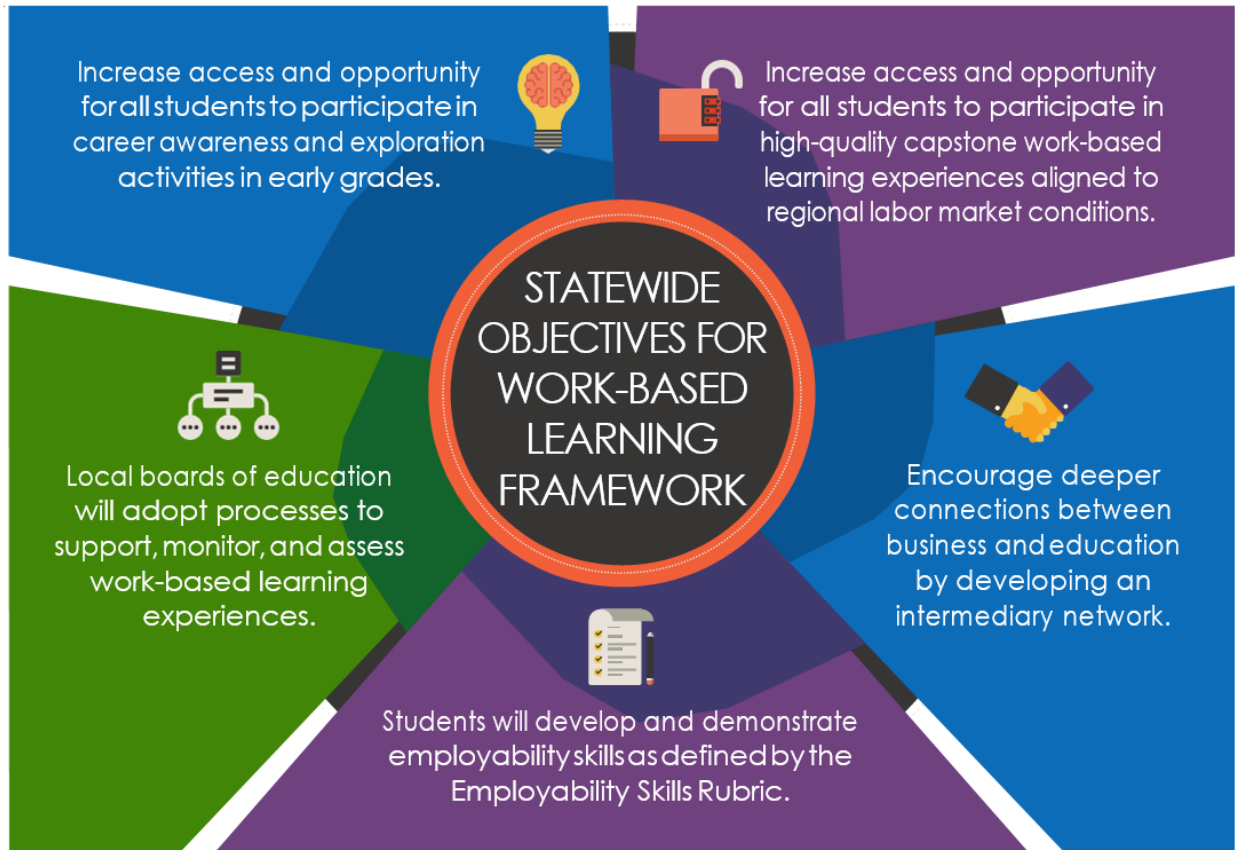 Increase access and opportunity
for all students to participate in
career awareness and exploration
activities in early grades.
Increase access and opportunity
for all students to participate in
high-quality capstone work-based
learning experiences aligned to
regional labor market conditions.
STATEWIDE
OBJECTIVES FOR
WORK-BASED
LEARNING
FRAMEWORK
Local boards of education
will adopt processes to
support, monitor, and assess
work-based learning
experiences.
Encourage deeper
connections between
business and education
by developing an
intermediary network.
Students will develop and demonstrate
employability skills as defined by the
Employability Skills Rubric.